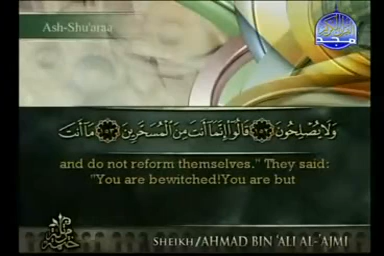 Ash-Shu'araa
مجد
وَلَا يُصْلِحُونَ ١٥٢ قَالُوٓا۟ إِنَّمَآ أَنتَ مِنَ ٱلْمُسَحَّرِينَ ١٥٣ مَآ أَنتَ
and do not reform themselves." They said:
"You are bewitched!You are but
SHEIKH/AHMAD BIN 'ALI AL-'AJMI